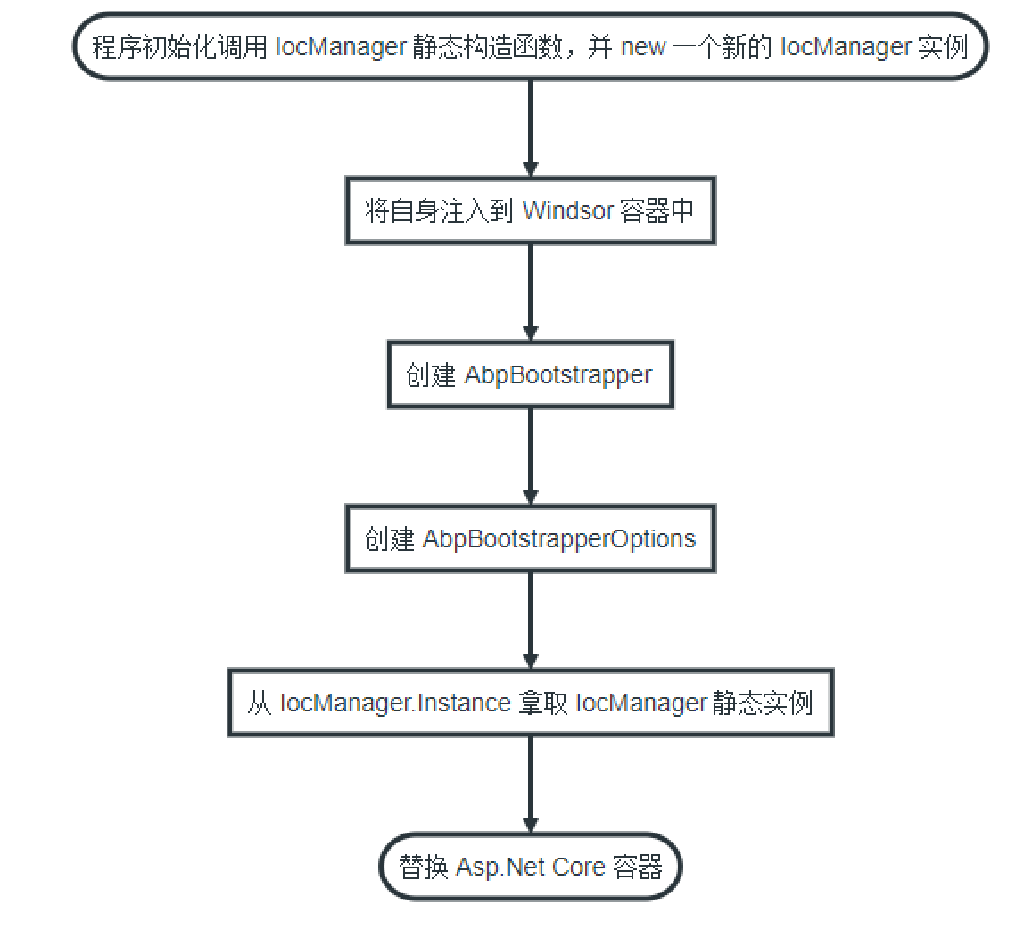 程序初始化调用 IocManager 静态构造函数，并 new 一个新的 IocManager 实例
将自身注入到 Windsor 容器中
创建 AbpBootstrapper
创建 AbpBootstrapperOptions
从 IocManager.Instance 拿取 IocManager 静态实例
替换 Asp.Net Core 容器